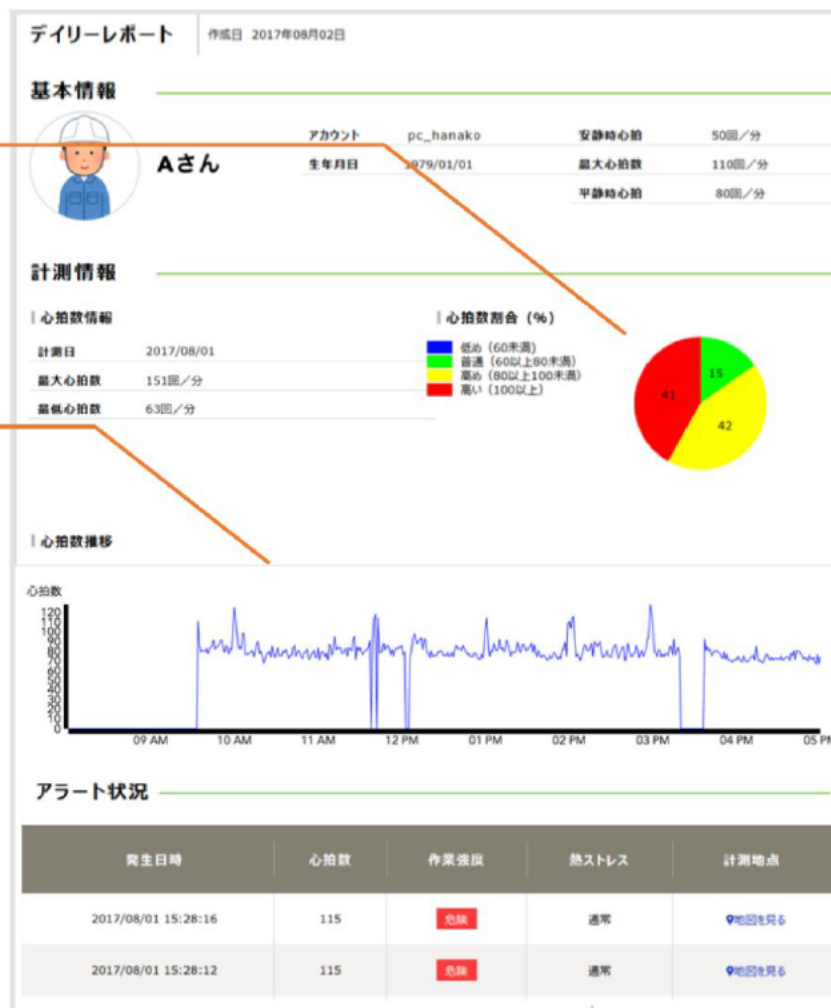 デイリーレポート 作成日 2017年08月02日
基本情報
Aさん
アカウント pc_hanako 安静時心拍 50回／分
生年月日 1979/01/01 最大心拍数 110回／分
平静時心拍 80回／分
計測情報
心拍数情報 心拍数割合（%）
計測日 2017/08/01
最大心拍数 151回／分
最低心拍数 63回／分
低め（60未満）
普通（60以上80未満）
高め（80以上100未満）
高い（100以上）
15
41
42
心拍数推移
心拍数
120
110
100
90
80
70
60
50
40
30
20
10
0
09 AM 10 AM 11 AM 12 PM 01 PM 02 PM 03 PM 04 PM 05 PM
アラート状況
発生日時 心拍数 作業強度 熱ストレス 計測地点
2017/08/01 15:28:16 115 危険 通常 地図を見る
2017/08/01 15:28:12 115 危険 通常 地図を見る